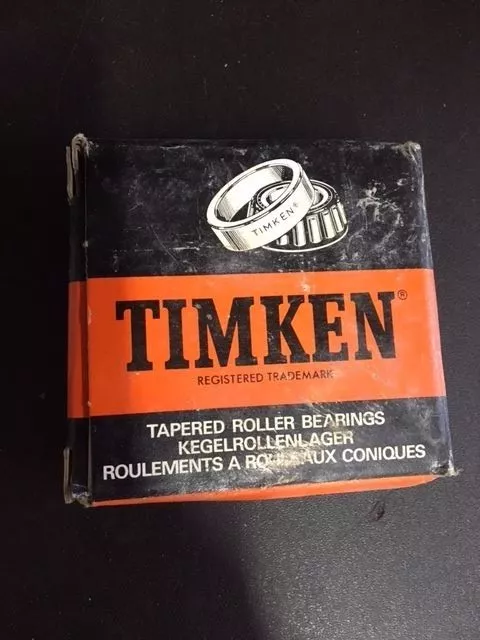 TIMKEN®
TIMKEN®
REGISTERED TRADEMARK
TAPERED ROLLER BEARINGS
KEGELROLLENLAGER
ROULEMENTS A ROULEAUX CONIQUES